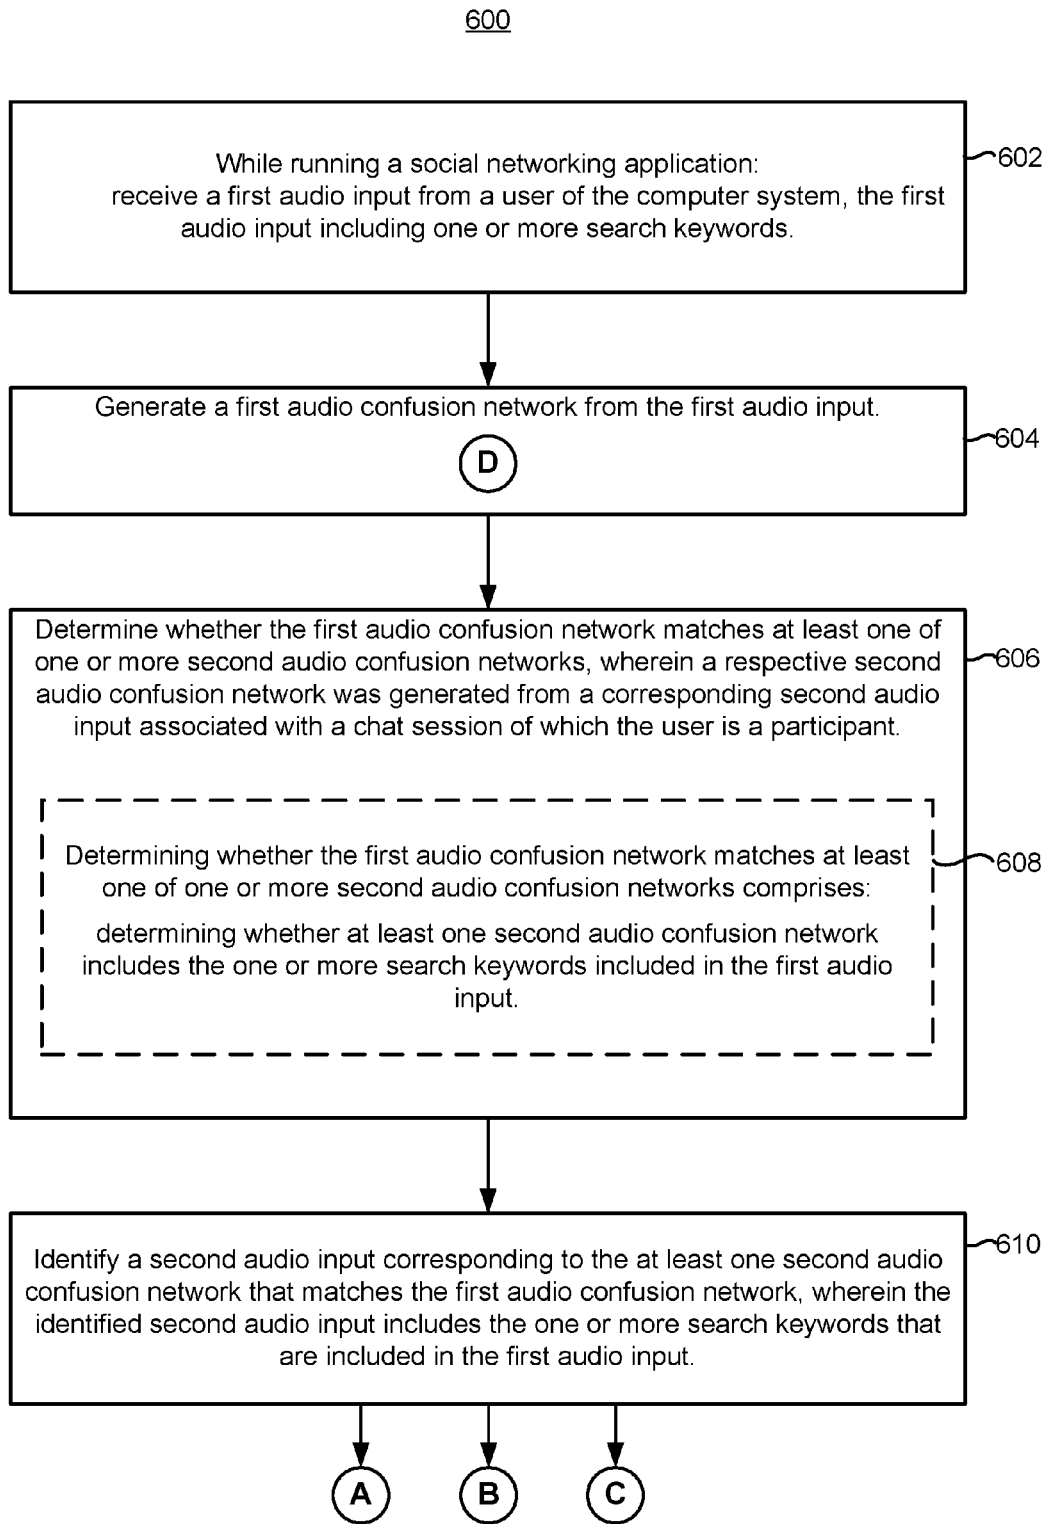 600
While running a social networking application:
receive a first audio input from a user of the computer system, the first
audio input including one or more search keywords.
602
Generate a first audio confusion network from the first audio input.
D
604
Determine whether the first audio confusion network matches at least one of
one or more second audio confusion networks, wherein a respective second
audio confusion network was generated from a corresponding second audio
input associated with a chat session of which the user is a participant.
606
Determining whether the first audio confusion network matches at least
one of one or more second audio confusion networks comprises:
determining whether at least one second audio confusion network
includes the one or more search keywords included in the first audio
input.
608
Identify a second audio input corresponding to the at least one second audio
confusion network that matches the first audio confusion network, wherein the
identified second audio input includes the one or more search keywords that
are included in the first audio input.
610
A
B
C